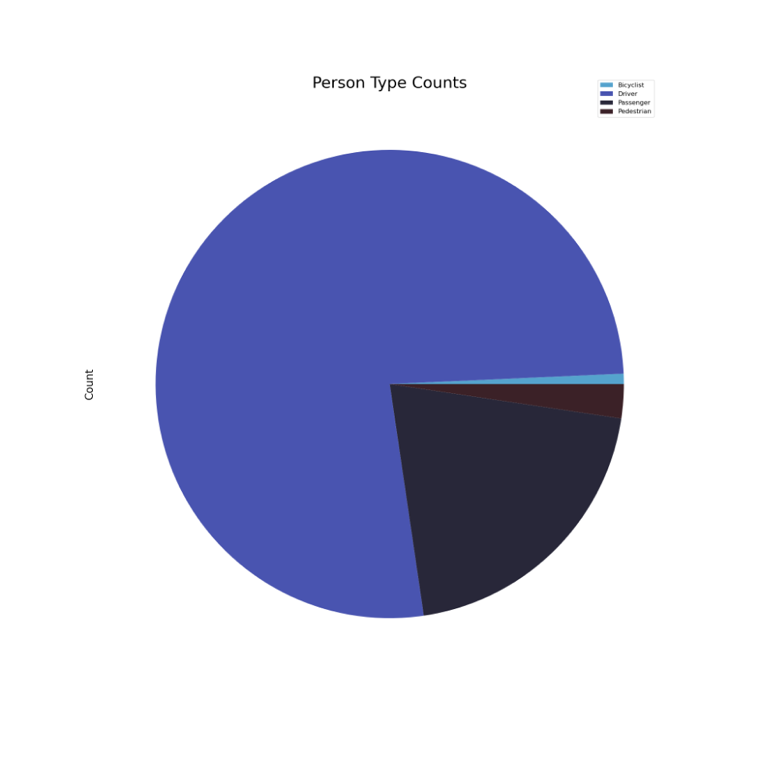 Person Type Counts
Bicyclist
Driver
Passenger
Pedestrian
Count